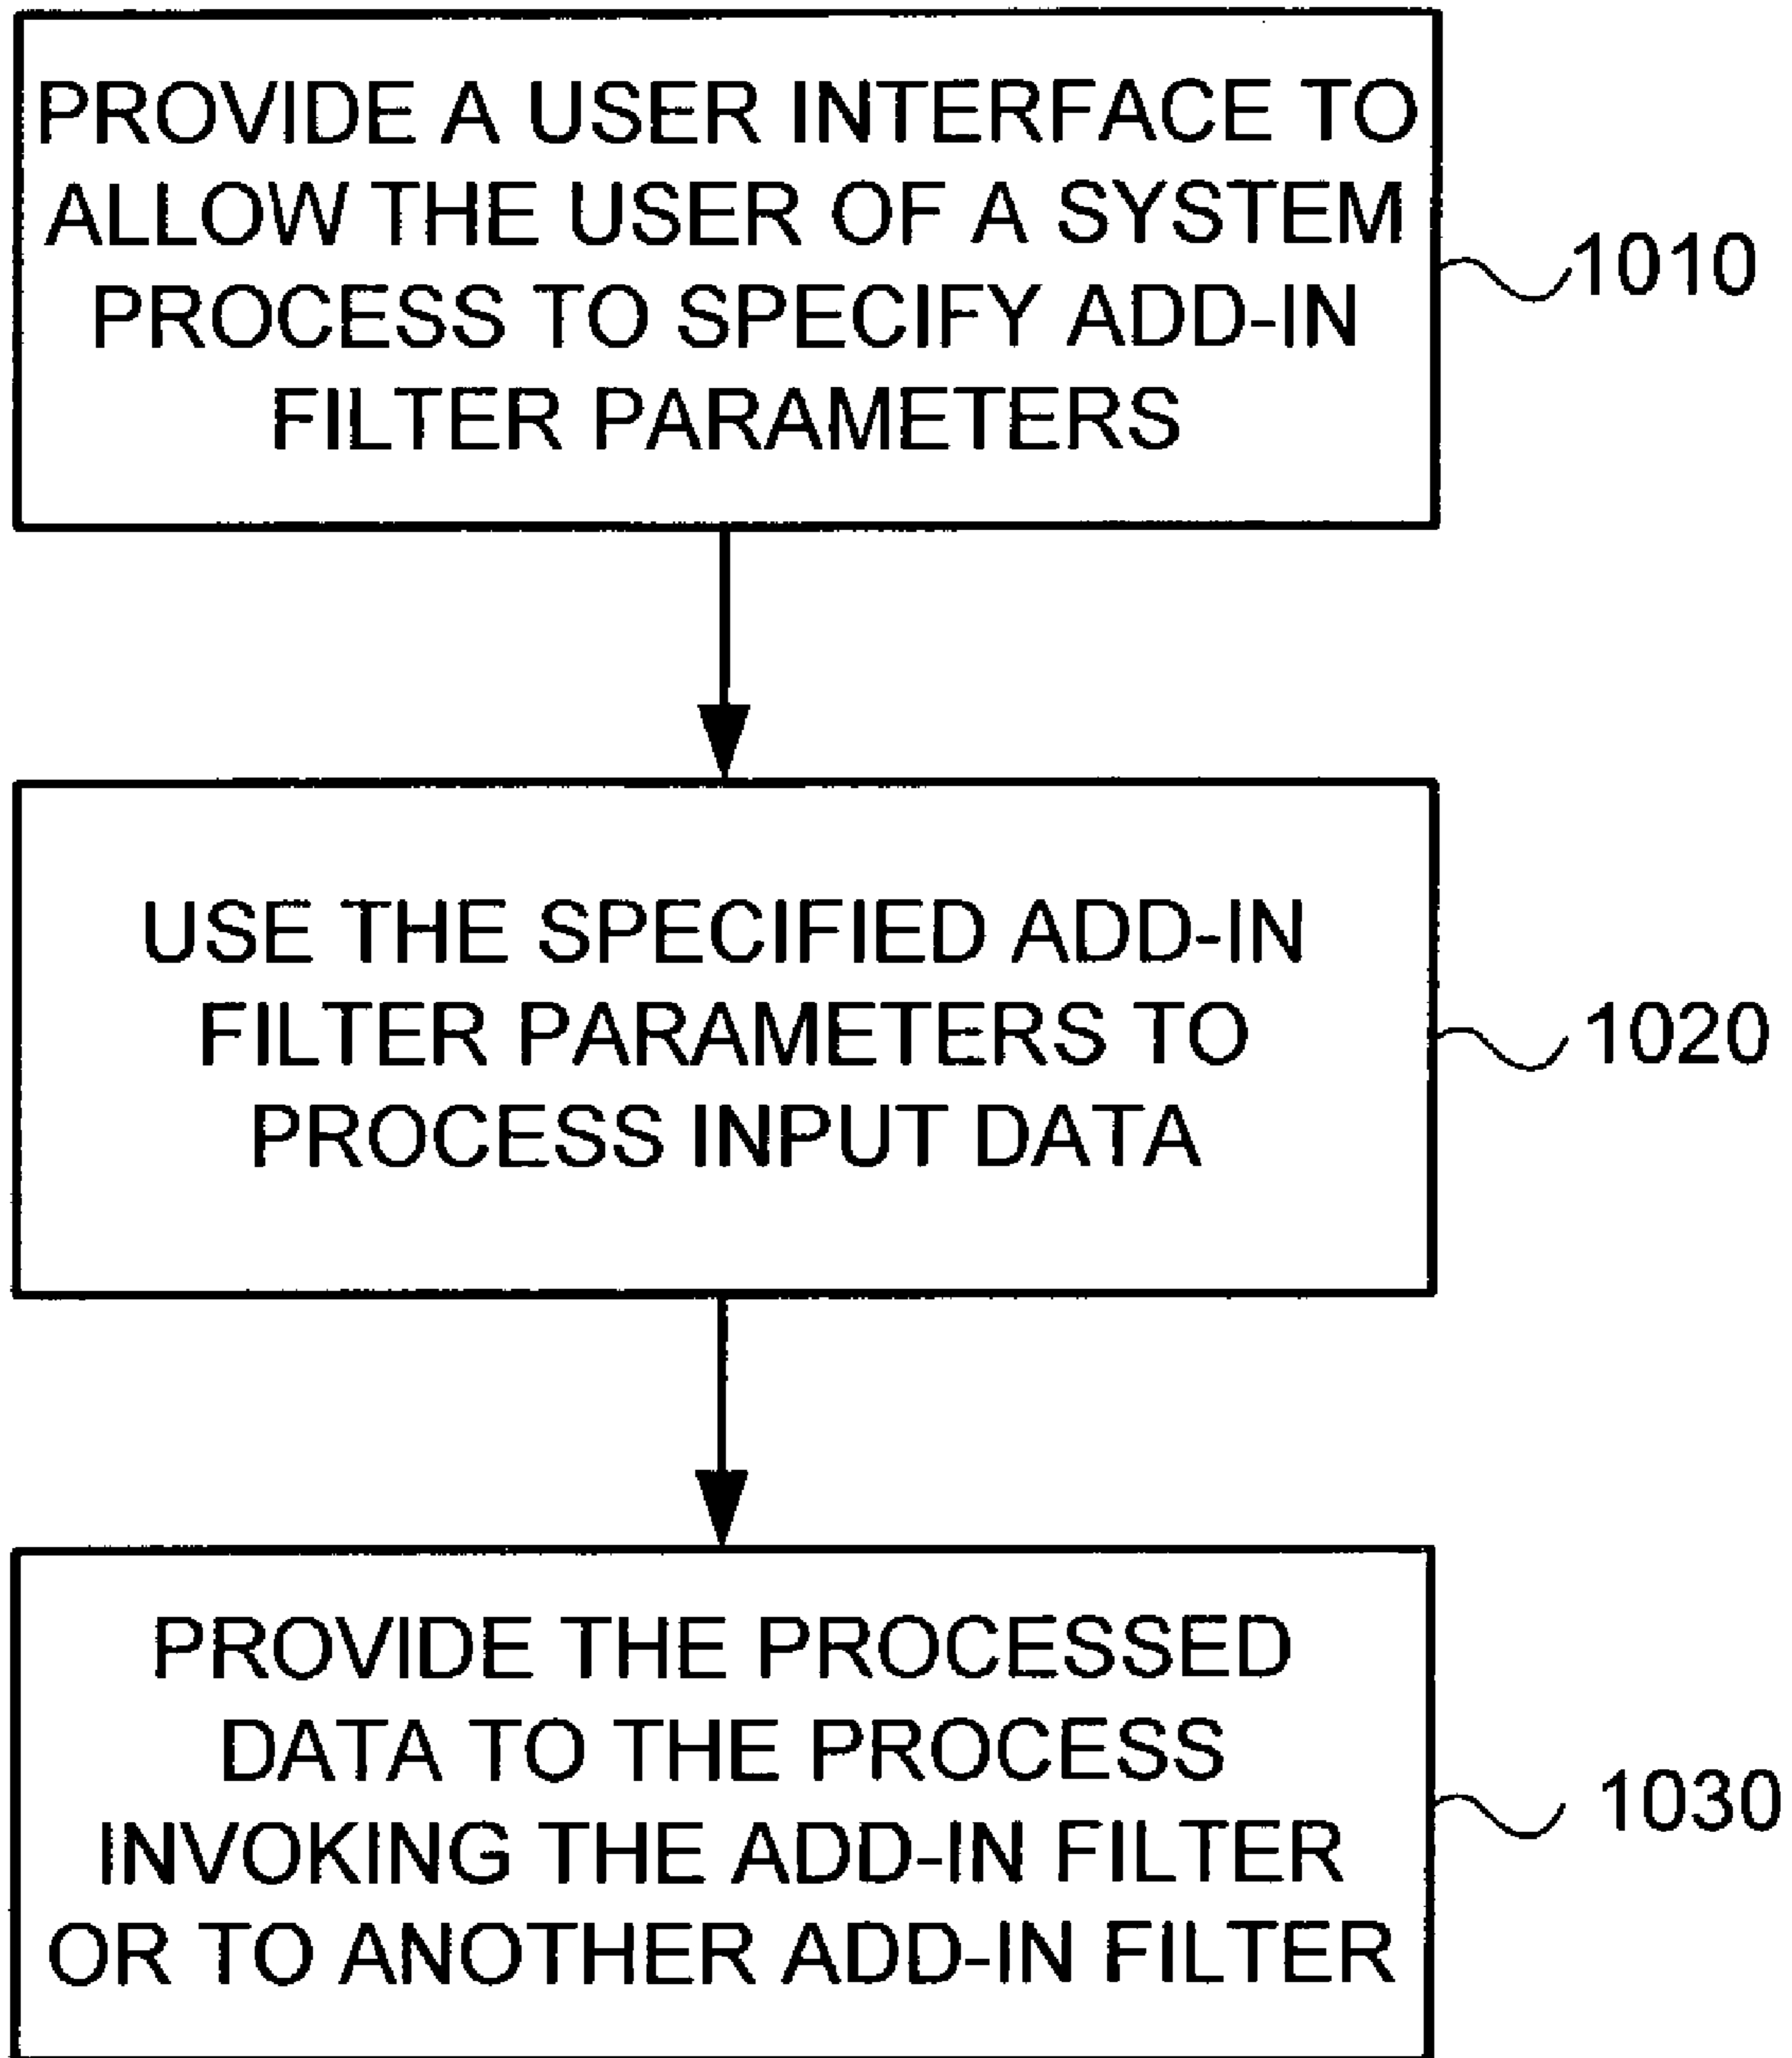 PROVIDE A USER INTERFACE TO
ALLOW THE USER OF A SYSTEM
PROCESS TO SPECIFY ADD-IN
FILTER PARAMETERS
1010
USE THE SPECIFIED ADD-IN
FILTER PARAMETERS TO
PROCESS INPUT DATA
1020
PROVIDE THE PROCESSED
DATA TO THE PROCESS
INVOKING THE ADD-IN FILTER
OR TO ANOTHER ADD-IN FILTER
1030